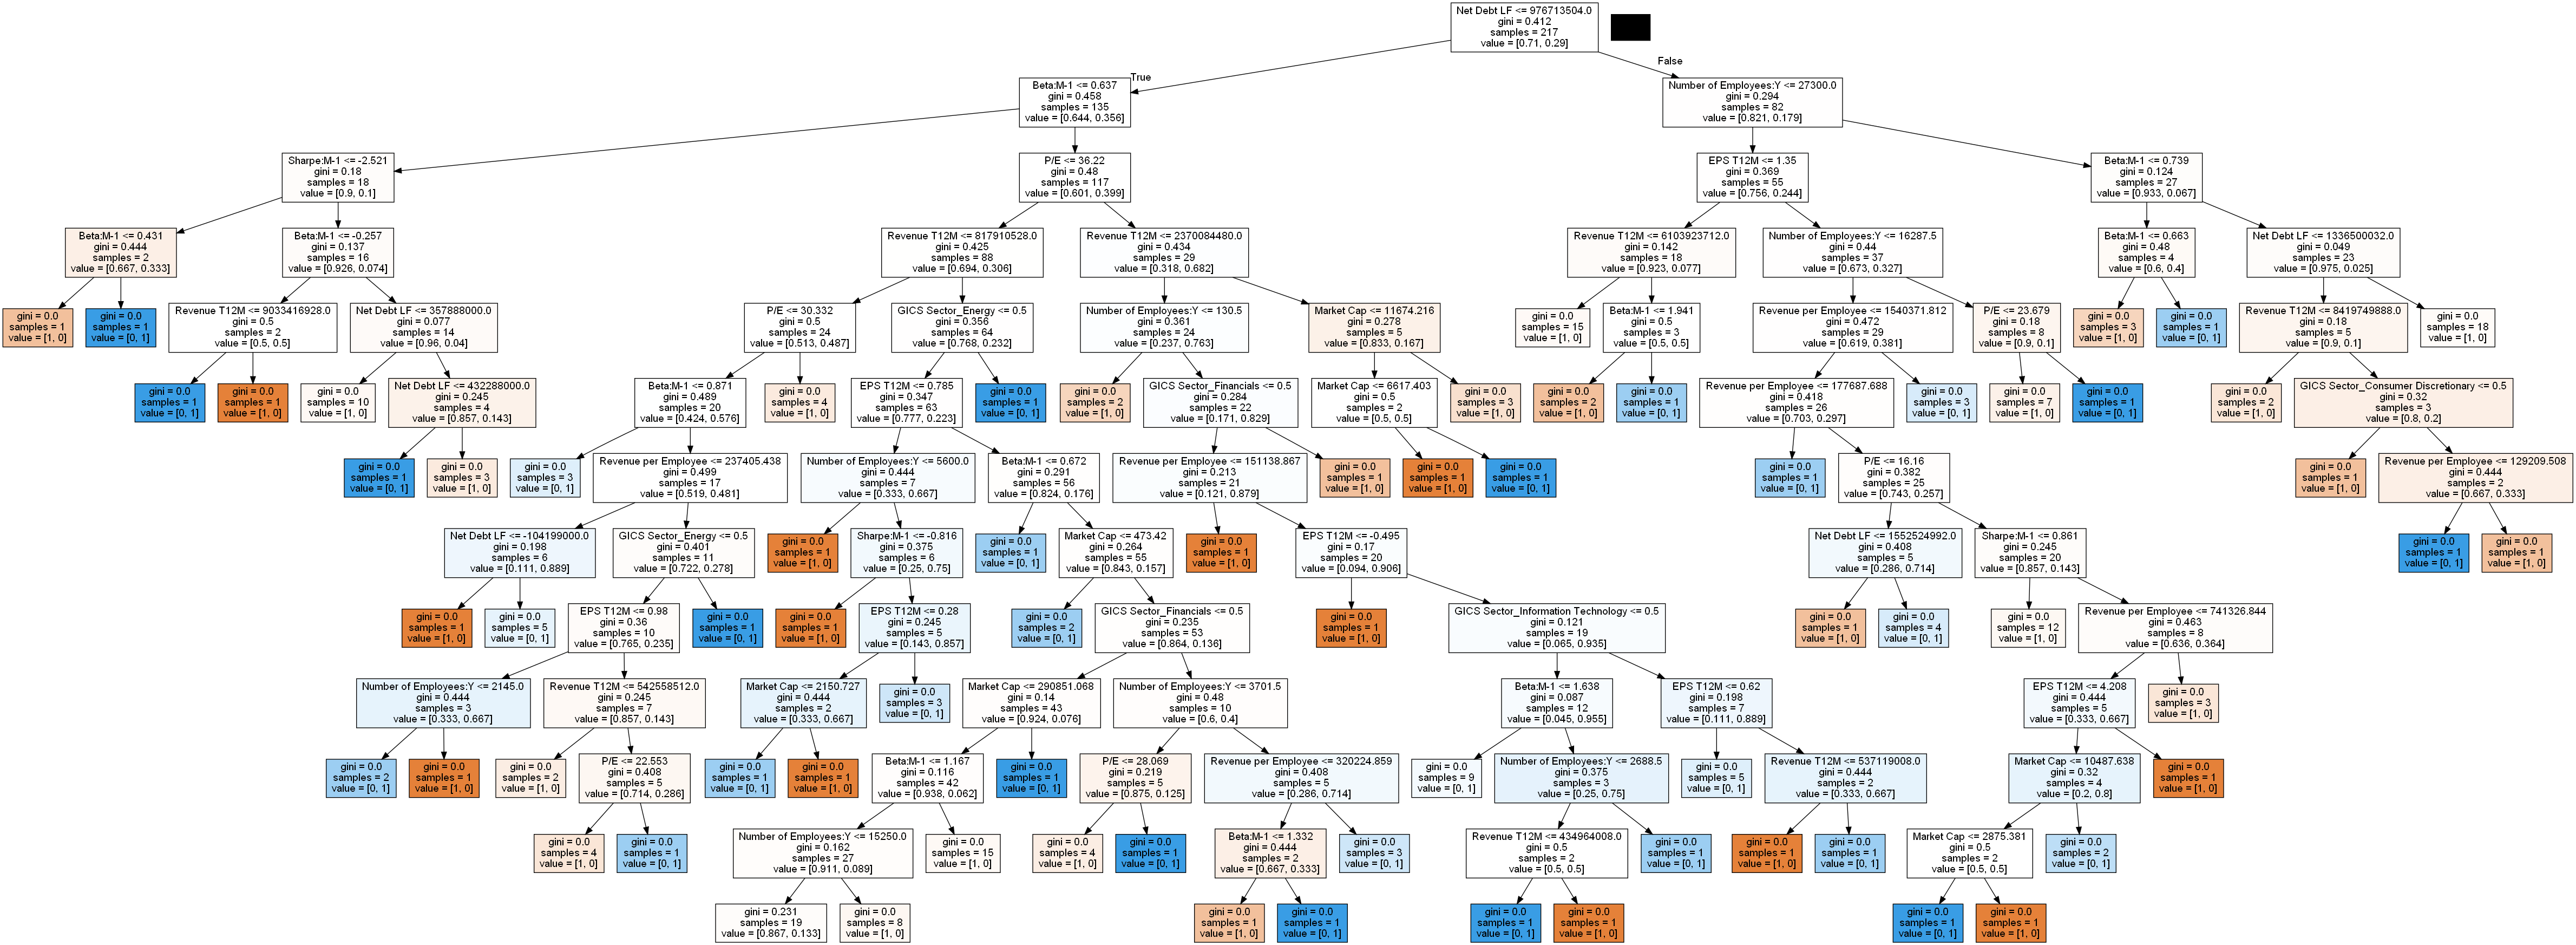 Net Debt LF <= 976713504.0
gini = 0.412
samples = 217
value = [0.71, 0.29]
True
False
Beta:M-1 <= 0.637
gini = 0.458
samples = 135
value = [0.644, 0.356]
Number of Employees:Y <= 27300.0
gini = 0.294
samples = 82
value = [0.821, 0.179]
Sharpe:M-1 <= -2.521
gini = 0.18
samples = 18
value = [0.9, 0.1]
P/E <= 36.22
gini = 0.48
samples = 117
value = [0.601, 0.399]
EPS T12M <= 1.35
gini = 0.369
samples = 55
value = [0.756, 0.244]
Beta:M-1 <= 0.739
gini = 0.124
samples = 27
value = [0.933, 0.067]
Beta:M-1 <= 0.431
gini = 0.444
samples = 2
value = [0.667, 0.333]
Beta:M-1 <= -0.257
gini = 0.137
samples = 16
value = [0.926, 0.074]
Revenue T12M <= 817910528.0
gini = 0.425
samples = 88
value = [0.694, 0.306]
Revenue T12M <= 2370084480.0
gini = 0.434
samples = 29
value = [0.318, 0.682]
Revenue T12M <= 6103923712.0
gini = 0.142
samples = 18
value = [0.923, 0.077]
Number of Employees:Y <= 16287.5
gini = 0.44
samples = 37
value = [0.673, 0.327]
Beta:M-1 <= 0.663
gini = 0.48
samples = 4
value = [0.6, 0.4]
Net Debt LF <= 1336500032.0
gini = 0.049
samples = 23
value = [0.975, 0.025]
gini = 0.0
samples = 1
value = [1, 0]
gini = 0.0
samples = 1
value = [0, 1]
Revenue T12M <= 9033416928.0
gini = 0.5
samples = 2
value = [0.5, 0.5]
Net Debt LF <= 357888000.0
gini = 0.077
samples = 14
value = [0.96, 0.04]
P/E <= 30.332
gini = 0.5
samples = 24
value = [0.513, 0.487]
GICS Sector_Energy <= 0.5
gini = 0.356
samples = 64
value = [0.768, 0.232]
Number of Employees:Y <= 130.5
gini = 0.361
samples = 24
value = [0.237, 0.763]
Market Cap <= 11674.216
gini = 0.278
samples = 5
value = [0.833, 0.167]
gini = 0.0
samples = 15
value = [1, 0]
Beta:M-1 <= 1.941
gini = 0.5
samples = 3
value = [0.5, 0.5]
Revenue per Employee <= 1540371.812
gini = 0.472
samples = 29
value = [0.619, 0.381]
P/E <= 23.679
gini = 0.18
samples = 8
value = [0.9, 0.1]
gini = 0.0
samples = 3
value = [1, 0]
gini = 0.0
samples = 1
value = [0, 1]
Revenue T12M <= 8419749888.0
gini = 0.18
samples = 5
value = [0.9, 0.1]
gini = 0.0
samples = 18
value = [1, 0]
gini = 0.0
samples = 1
value = [0, 1]
gini = 0.0
samples = 1
value = [1, 0]
gini = 0.0
samples = 10
value = [1, 0]
Net Debt LF <= 432288000.0
gini = 0.245
samples = 4
value = [0.857, 0.143]
Beta:M-1 <= 0.871
gini = 0.489
samples = 20
value = [0.424, 0.576]
gini = 0.0
samples = 4
value = [1, 0]
EPS T12M <= 0.785
gini = 0.347
samples = 63
value = [0.777, 0.223]
gini = 0.0
samples = 1
value = [0, 1]
gini = 0.0
samples = 2
value = [1, 0]
GICS Sector_Financials <= 0.5
gini = 0.284
samples = 22
value = [0.171, 0.829]
Market Cap <= 6617.403
gini = 0.5
samples = 2
value = [0.5, 0.5]
gini = 0.0
samples = 3
value = [1, 0]
gini = 0.0
samples = 2
value = [1, 0]
gini = 0.0
samples = 1
value = [0, 1]
Revenue per Employee <= 177687.688
gini = 0.418
samples = 26
value = [0.703, 0.297]
gini = 0.0
samples = 3
value = [0, 1]
gini = 0.0
samples = 7
value = [1, 0]
gini = 0.0
samples = 1
value = [0, 1]
gini = 0.0
samples = 2
value = [1, 0]
GICS Sector_Consumer Discretionary <= 0.5
gini = 0.32
samples = 3
value = [0.8, 0.2]
gini = 0.0
samples = 1
value = [0, 1]
gini = 0.0
samples = 3
value = [1, 0]
gini = 0.0
samples = 3
value = [0, 1]
Revenue per Employee <= 237405.438
gini = 0.499
samples = 17
value = [0.519, 0.481]
Number of Employees:Y <= 5600.0
gini = 0.444
samples = 7
value = [0.333, 0.667]
Beta:M-1 <= 0.672
gini = 0.291
samples = 56
value = [0.824, 0.176]
Revenue per Employee <= 151138.867
gini = 0.213
samples = 21
value = [0.121, 0.879]
gini = 0.0
samples = 1
value = [1, 0]
gini = 0.0
samples = 1
value = [1, 0]
gini = 0.0
samples = 1
value = [0, 1]
gini = 0.0
samples = 1
value = [0, 1]
P/E <= 16.16
gini = 0.382
samples = 25
value = [0.743, 0.257]
gini = 0.0
samples = 1
value = [1, 0]
Revenue per Employee <= 129209.508
gini = 0.444
samples = 2
value = [0.667, 0.333]
Net Debt LF <= -104199000.0
gini = 0.198
samples = 6
value = [0.111, 0.889]
GICS Sector_Energy <= 0.5
gini = 0.401
samples = 11
value = [0.722, 0.278]
gini = 0.0
samples = 1
value = [1, 0]
Sharpe:M-1 <= -0.816
gini = 0.375
samples = 6
value = [0.25, 0.75]
gini = 0.0
samples = 1
value = [0, 1]
Market Cap <= 473.42
gini = 0.264
samples = 55
value = [0.843, 0.157]
gini = 0.0
samples = 1
value = [1, 0]
EPS T12M <= -0.495
gini = 0.17
samples = 20
value = [0.094, 0.906]
Net Debt LF <= 1552524992.0
gini = 0.408
samples = 5
value = [0.286, 0.714]
Sharpe:M-1 <= 0.861
gini = 0.245
samples = 20
value = [0.857, 0.143]
gini = 0.0
samples = 1
value = [0, 1]
gini = 0.0
samples = 1
value = [1, 0]
gini = 0.0
samples = 1
value = [1, 0]
gini = 0.0
samples = 5
value = [0, 1]
EPS T12M <= 0.98
gini = 0.36
samples = 10
value = [0.765, 0.235]
gini = 0.0
samples = 1
value = [0, 1]
gini = 0.0
samples = 1
value = [1, 0]
EPS T12M <= 0.28
gini = 0.245
samples = 5
value = [0.143, 0.857]
gini = 0.0
samples = 2
value = [0, 1]
GICS Sector_Financials <= 0.5
gini = 0.235
samples = 53
value = [0.864, 0.136]
gini = 0.0
samples = 1
value = [1, 0]
GICS Sector_Information Technology <= 0.5
gini = 0.121
samples = 19
value = [0.065, 0.935]
gini = 0.0
samples = 1
value = [1, 0]
gini = 0.0
samples = 4
value = [0, 1]
gini = 0.0
samples = 12
value = [1, 0]
Revenue per Employee <= 741326.844
gini = 0.463
samples = 8
value = [0.636, 0.364]
Number of Employees:Y <= 2145.0
gini = 0.444
samples = 3
value = [0.333, 0.667]
Revenue T12M <= 542558512.0
gini = 0.245
samples = 7
value = [0.857, 0.143]
Market Cap <= 2150.727
gini = 0.444
samples = 2
value = [0.333, 0.667]
gini = 0.0
samples = 3
value = [0, 1]
Market Cap <= 290851.068
gini = 0.14
samples = 43
value = [0.924, 0.076]
Number of Employees:Y <= 3701.5
gini = 0.48
samples = 10
value = [0.6, 0.4]
Beta:M-1 <= 1.638
gini = 0.087
samples = 12
value = [0.045, 0.955]
EPS T12M <= 0.62
gini = 0.198
samples = 7
value = [0.111, 0.889]
EPS T12M <= 4.208
gini = 0.444
samples = 5
value = [0.333, 0.667]
gini = 0.0
samples = 3
value = [1, 0]
gini = 0.0
samples = 2
value = [0, 1]
gini = 0.0
samples = 1
value = [1, 0]
gini = 0.0
samples = 2
value = [1, 0]
P/E <= 22.553
gini = 0.408
samples = 5
value = [0.714, 0.286]
gini = 0.0
samples = 1
value = [0, 1]
gini = 0.0
samples = 1
value = [1, 0]
Beta:M-1 <= 1.167
gini = 0.116
samples = 42
value = [0.938, 0.062]
gini = 0.0
samples = 1
value = [0, 1]
P/E <= 28.069
gini = 0.219
samples = 5
value = [0.875, 0.125]
Revenue per Employee <= 320224.859
gini = 0.408
samples = 5
value = [0.286, 0.714]
gini = 0.0
samples = 9
value = [0, 1]
Number of Employees:Y <= 2688.5
gini = 0.375
samples = 3
value = [0.25, 0.75]
gini = 0.0
samples = 5
value = [0, 1]
Revenue T12M <= 537119008.0
gini = 0.444
samples = 2
value = [0.333, 0.667]
Market Cap <= 10487.638
gini = 0.32
samples = 4
value = [0.2, 0.8]
gini = 0.0
samples = 1
value = [1, 0]
gini = 0.0
samples = 4
value = [1, 0]
gini = 0.0
samples = 1
value = [0, 1]
Number of Employees:Y <= 15250.0
gini = 0.162
samples = 27
value = [0.911, 0.089]
gini = 0.0
samples = 15
value = [1, 0]
gini = 0.0
samples = 4
value = [1, 0]
gini = 0.0
samples = 1
value = [0, 1]
Beta:M-1 <= 1.332
gini = 0.444
samples = 2
value = [0.667, 0.333]
gini = 0.0
samples = 3
value = [0, 1]
Revenue T12M <= 434964008.0
gini = 0.5
samples = 2
value = [0.5, 0.5]
gini = 0.0
samples = 1
value = [0, 1]
gini = 0.0
samples = 1
value = [1, 0]
gini = 0.0
samples = 1
value = [0, 1]
Market Cap <= 2875.381
gini = 0.5
samples = 2
value = [0.5, 0.5]
gini = 0.0
samples = 2
value = [0, 1]
gini = 0.231
samples = 19
value = [0.867, 0.133]
gini = 0.0
samples = 8
value = [1, 0]
gini = 0.0
samples = 1
value = [1, 0]
gini = 0.0
samples = 1
value = [0, 1]
gini = 0.0
samples = 1
value = [0, 1]
gini = 0.0
samples = 1
value = [1, 0]
gini = 0.0
samples = 1
value = [0, 1]
gini = 0.0
samples = 1
value = [1, 0]